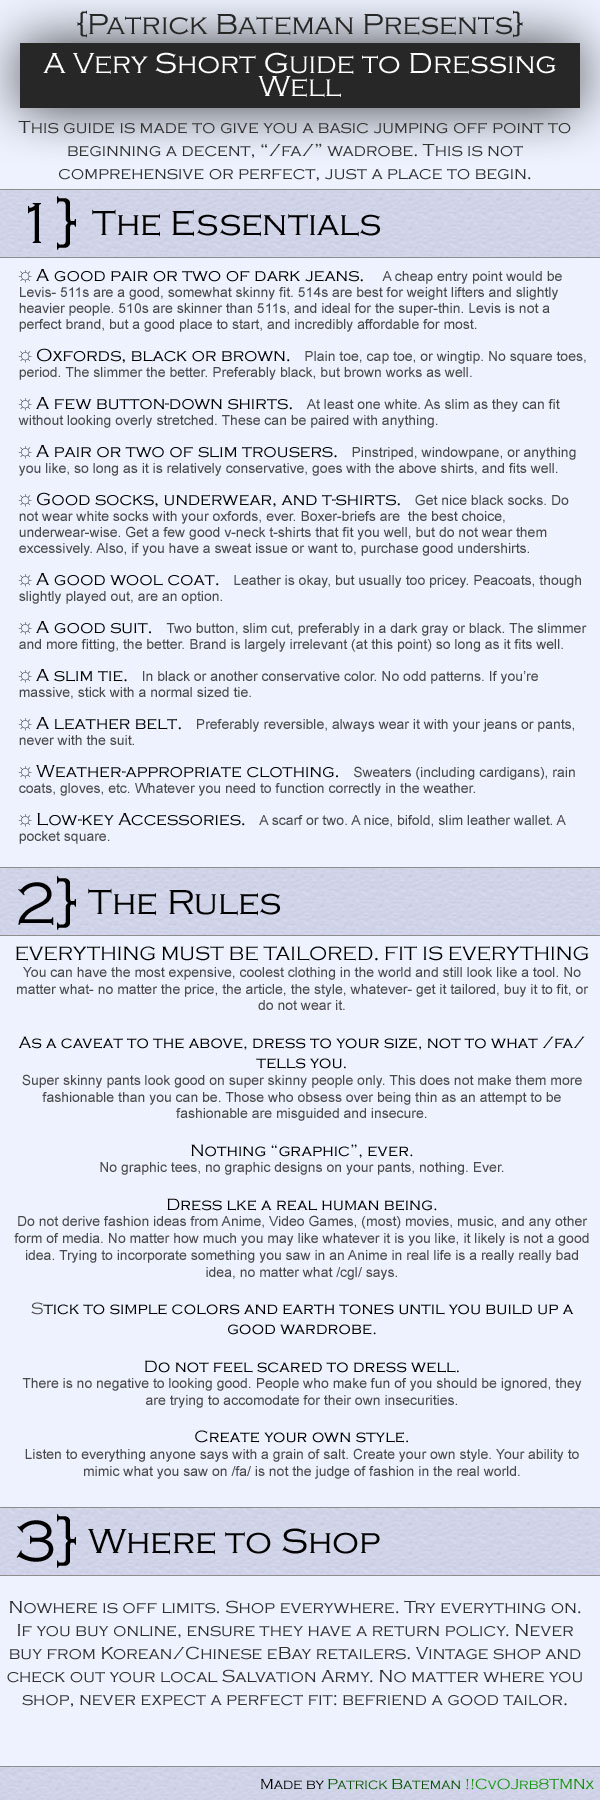 {Patrick Bateman Presents}
A Very Short Guide to Dressing
Well
This guide is made to give you a basic jumping off point to
beginning a decent, “/fa/” wadrobe. This is not
comprehensive or perfect, just a place to begin.
1} The Essentials
☼ A good pair or two of dark jeans. A cheap entry point would be
Levis- 511s are a good, somewhat skinny fit. 514s are best for weight lifters and slightly
heavier people. 510s are skinner than 511s, and ideal for the super-thin. Levis is not a
perfect brand, but a good place to start, and incredibly affordable for most.
☼ Oxfords, black or brown. Plain toe, cap toe, or wingtip. No square toes,
period. The slimmer the better. Preferably black, but brown works as well.
☼ A few button-down shirts. At least one white. As slim as they can fit
without looking overly stretched. These can be paired with anything.
☼ A pair or two of slim trousers. Pinstriped, windowpane, or anything
you like, so long as it is relatively conservative, goes with the above shirts, and fits well.
☼ Good socks, underwear, and t-shirts. Get nice black socks. Do
not wear white socks with your oxfords, ever. Boxer-briefs are the best choice,
underwear-wise. Get a few good v-neck t-shirts that fit you well, but do not wear them
excessively. Also, if you have a sweat issue or want to, purchase good undershirts.
☼ A good wool coat. Leather is okay, but usually too pricey. Peacoats, though
slightly played out, are an option.
☼ A good suit. Two button, slim cut, preferably in a dark gray or black. The slimmer
and more fitting, the better. Brand is largely irrelevant (at this point) so long as it fits well.
☼ A slim tie. In black or another conservative color. No odd patterns. If you’re
massive, stick with a normal sized tie.
☼ A leather belt. Preferably reversible, always wear it with your jeans or pants,
never with the suit.
☼ Weather-appropriate clothing. Sweaters (including cardigans), rain
coats, gloves, etc. Whatever you need to function correctly in the weather.
☼ Low-key Accessories. A scarf or two. A nice, bifold, slim leather wallet. A
pocket square.
2} The Rules
EVERYTHING MUST BE TAILORED. FIT IS EVERYTHING
You can have the most expensive, coolest clothing in the world and still look like a tool. No
matter what- no matter the price, the article, the style, whatever- get it tailored, buy it to fit, or
do not wear it.
As a caveat to the above, dress to your size, not to what /fa/
tells you.
Super skinny pants look good on super skinny people only. This does not make them more
fashionable than you can be. Those who obsess over being thin as an attempt to be
fashionable are misguided and insecure.
Nothing “graphic”, ever.
No graphic tees, no graphic designs on your pants, nothing. Ever.
Dress lke a real human being.
Do not derive fashion ideas from Anime, Video Games, (most) movies, music, and any other
form of media. No matter how much you may like whatever it is you like, it likely is not a good
idea. Trying to incorporate something you saw in an Anime in real life is a really really bad
idea, no matter what /cgl/ says.
Stick to simple colors and earth tones until you build up a
good wardrobe.
Do not feel scared to dress well.
There is no negative to looking good. People who make fun of you should be ignored, they
are trying to accomodate for their own insecurities.
Create your own style.
Listen to everything anyone says with a grain of salt. Create your own style. Your ability to
mimic what you saw on /fa/ is not the judge of fashion in the real world.
3} Where to Shop
Nowhere is off limits. Shop everywhere. Try everything on.
If you buy online, ensure they have a return policy. Never
buy from Korean/Chinese eBay retailers. Vintage shop and
check out your local Salvation Army. No matter where you
shop, never expect a perfect fit: befriend a good tailor.
Made by Patrick Bateman !!CvOJrb8TMNx